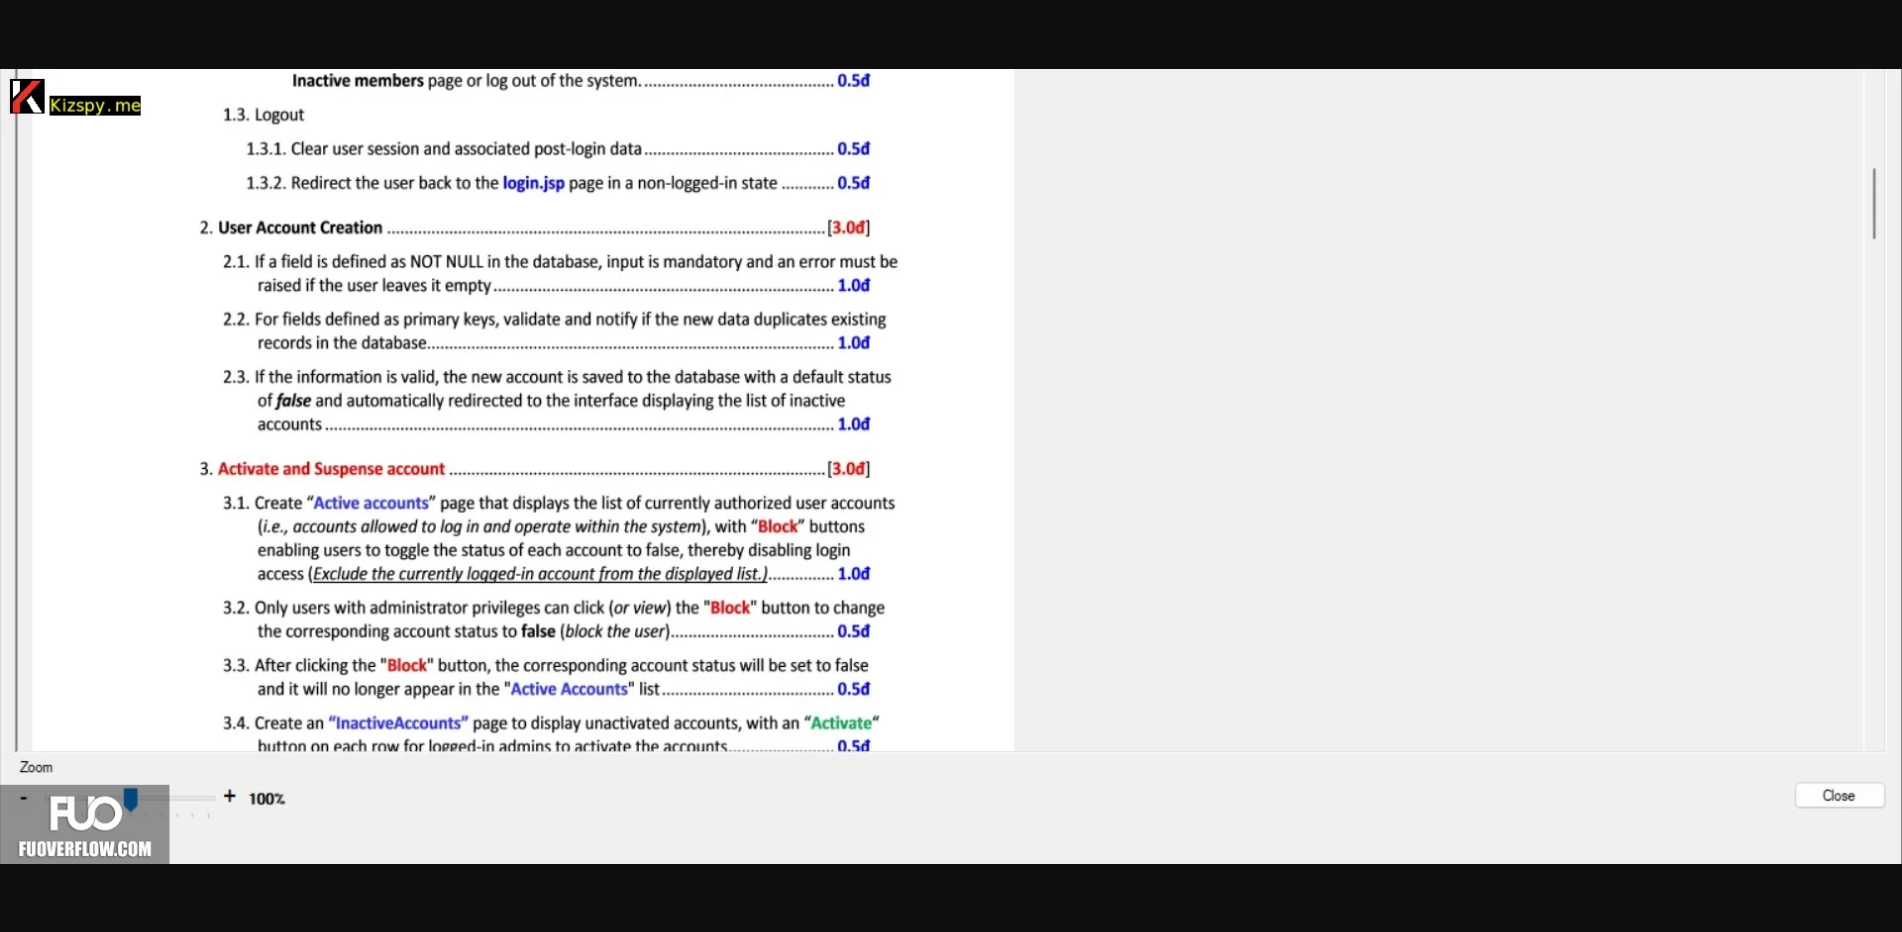 Inactive members page or log out of the system. .......................................... 0.5đ
Kizspy.me
1.3. Logout
1.3.1. Clear user session and associated post-login data .......................................... 0.5đ
1.3.2. Redirect the user back to the login.jsp page in a non-logged-in state ............ 0.5đ
2. User Account Creation .................................................................................................. [3.0đ]
2.1. If a field is defined as NOT NULL in the database, input is mandatory and an error must be
raised if the user leaves it empty ............................................................................ 1.0đ
2.2. For fields defined as primary keys, validate and notify if the new data duplicates existing
records in the database........................................................................................... 1.0đ
2.3. If the information is valid, the new account is saved to the database with a default status
of false and automatically redirected to the interface displaying the list of inactive
accounts .................................................................................................................. 1.0đ
3. Activate and Suspense account .................................................................................... [3.0đ]
3.1. Create “Active accounts” page that displays the list of currently authorized user accounts
(i.e., accounts allowed to log in and operate within the system), with “Block” buttons
enabling users to toggle the status of each account to false, thereby disabling login
access (Exclude the currently logged-in account from the displayed list.)............... 1.0đ
3.2. Only users with administrator privileges can click (or view) the "Block" button to change
the corresponding account status to false (block the user).................................... 0.5đ
3.3. After clicking the "Block" button, the corresponding account status will be set to false
and it will no longer appear in the "Active Accounts" list ...................................... 0.5đ
3.4. Create an “InactiveAccounts” page to display unactivated accounts, with an “Activate“
button on each row for logged-in admins to activate the accounts........................ 0.5đ
Zoom
- + 100%
Close
FUO
FUOVERFLOW.COM